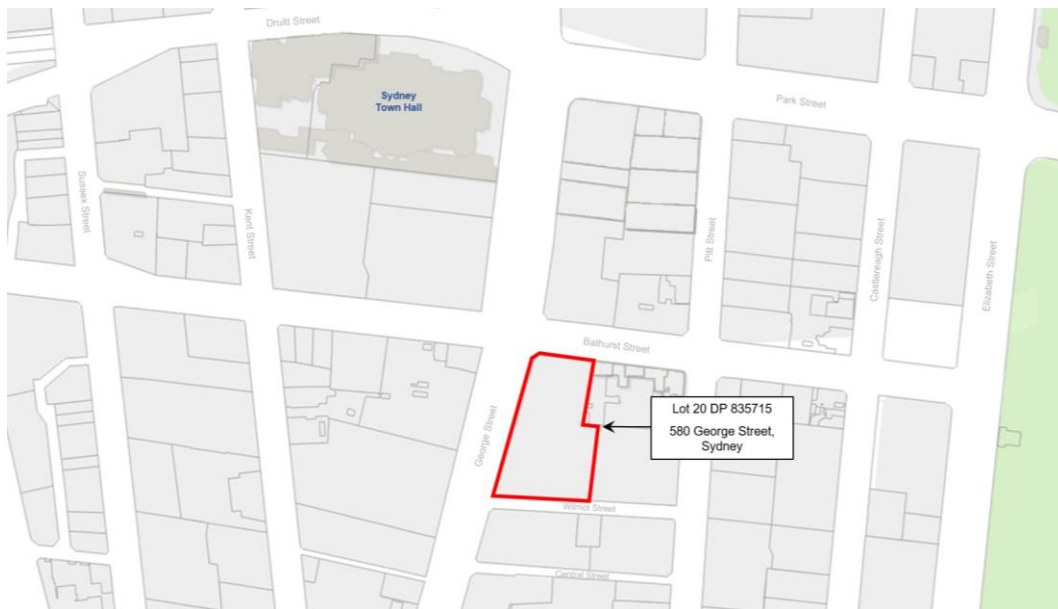 Druitt Street
Sydney
Town Hall
Park Street
Sussex Street
Kent Street
Pitt Street
Castlereagh Street
Elizabeth Street
Bathurst Street
George Street
Lot 20 DP 835715
580 George Street,
Sydney
Wilmot Street
Central Street